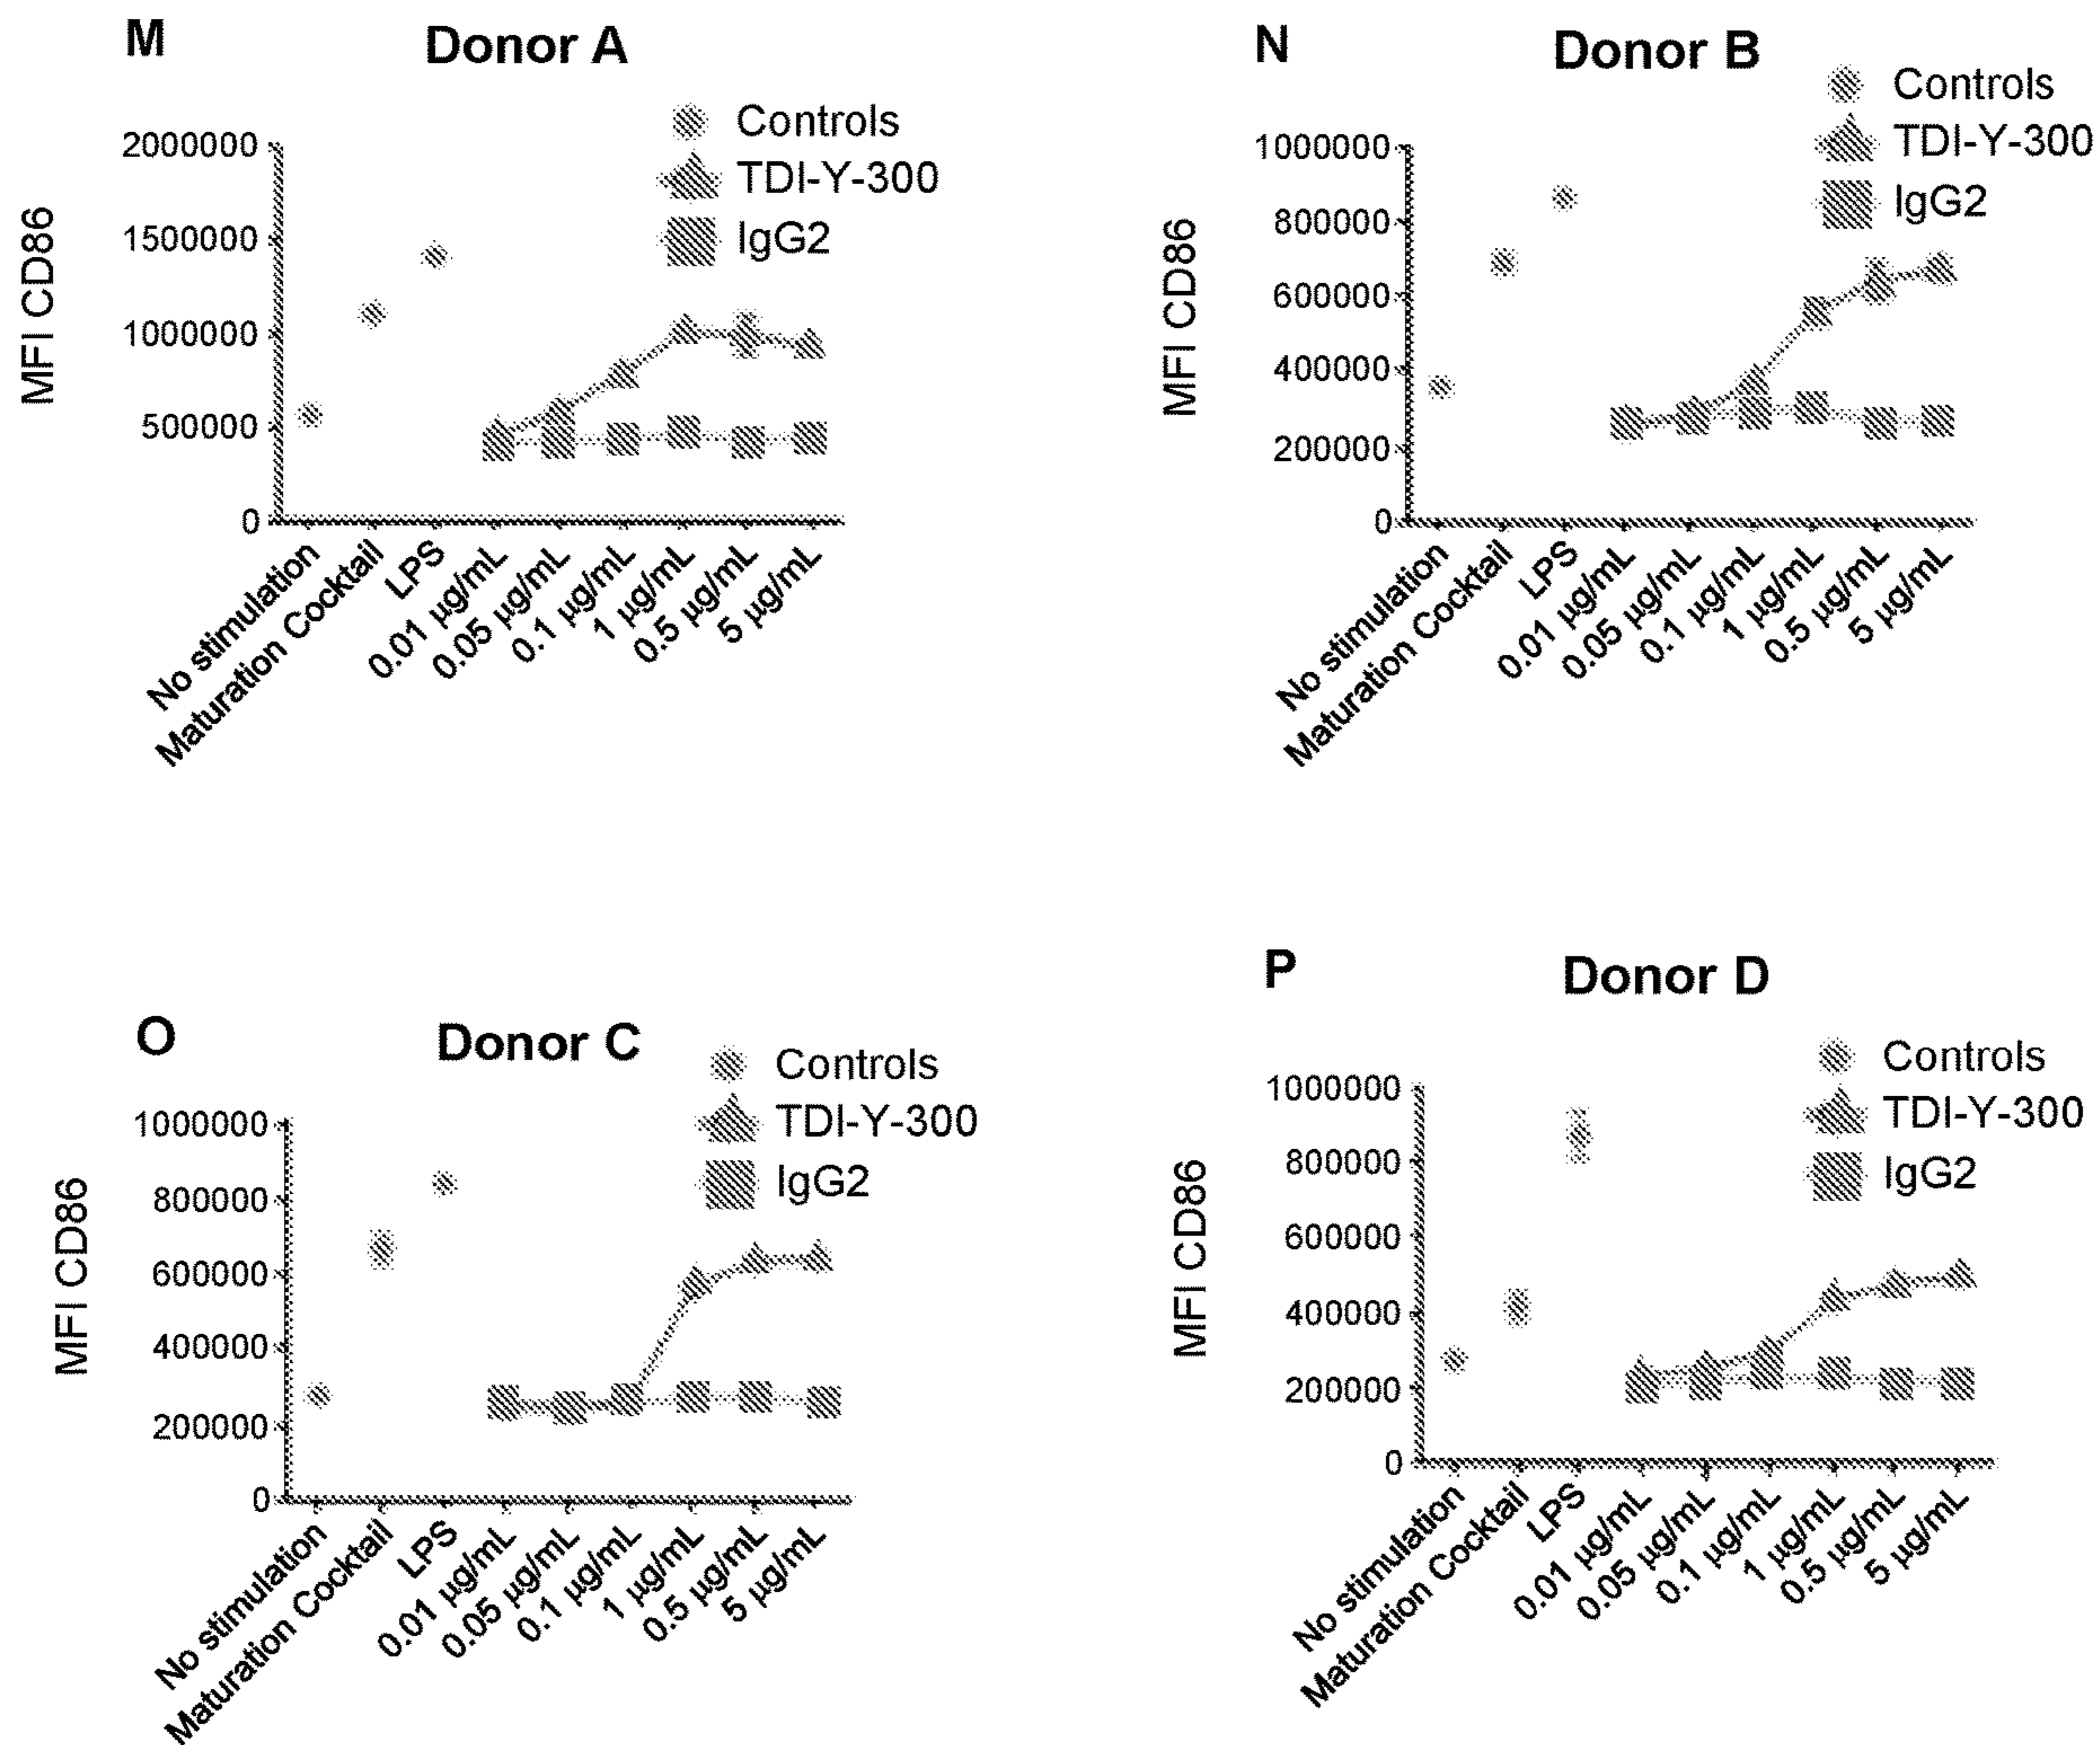 M
Donor A
Controls
TDI-Y-300
IgG2
MFI CD86
2000000
1500000
1000000
500000
0
No stimulation
Maturation Cocktail
LPS
0.01 µg/mL
0.05 µg/mL
0.1 µg/mL
1 µg/mL
0.5 µg/mL
5 µg/mL
N
Donor B
Controls
TDI-Y-300
IgG2
MFI CD86
1000000
800000
600000
400000
200000
0
No stimulation
Maturation Cocktail
LPS
0.01 µg/mL
0.05 µg/mL
0.1 µg/mL
1 µg/mL
0.5 µg/mL
5 µg/mL
O
Donor C
Controls
TDI-Y-300
IgG2
MFI CD86
1000000
800000
600000
400000
200000
0
No stimulation
Maturation Cocktail
LPS
0.01 µg/mL
0.05 µg/mL
0.1 µg/mL
1 µg/mL
0.5 µg/mL
5 µg/mL
P
Donor D
Controls
TDI-Y-300
IgG2
MFI CD86
1000000
800000
600000
400000
200000
0
No stimulation
Maturation Cocktail
LPS
0.01 µg/mL
0.05 µg/mL
0.1 µg/mL
1 µg/mL
0.5 µg/mL
5 µg/mL